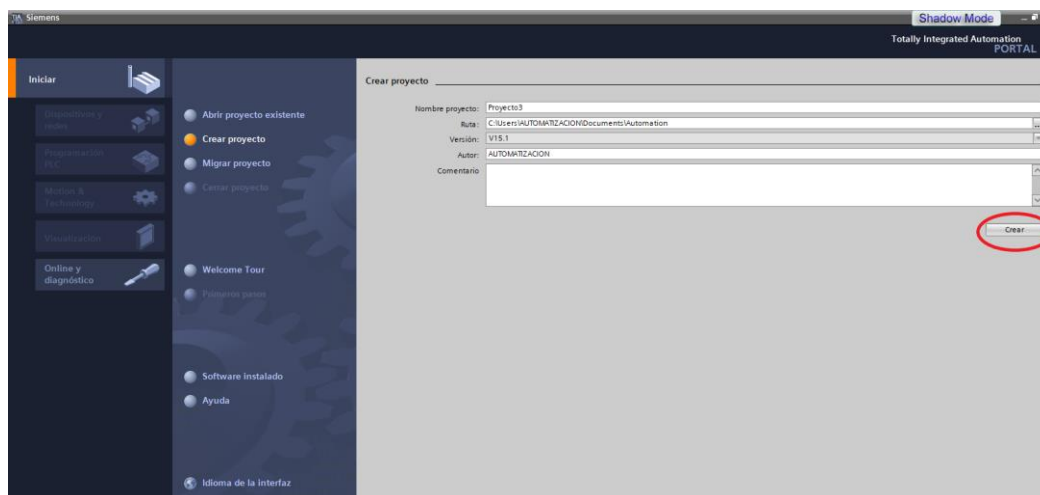 Siemens
Shadow Mode
Totally Integrated Automation
PORTAL
Iniciar
Dispositivos y
redes
Programación
PLC
Motion &
Technology
Visualización
Online y
diagnóstico
Abrir proyecto existente
Crear proyecto
Migrar proyecto
Cerrar proyecto
Welcome Tour
Primeros pasos
Software instalado
Ayuda
Idioma de la interfaz
Crear proyecto
Nombre proyecto: Proyecto3
Ruta: C:\Users\AUTOMATIZACION\Documents\Automation
Versión: V15.1
Autor: AUTOMATIZACION
Comentario
Crear